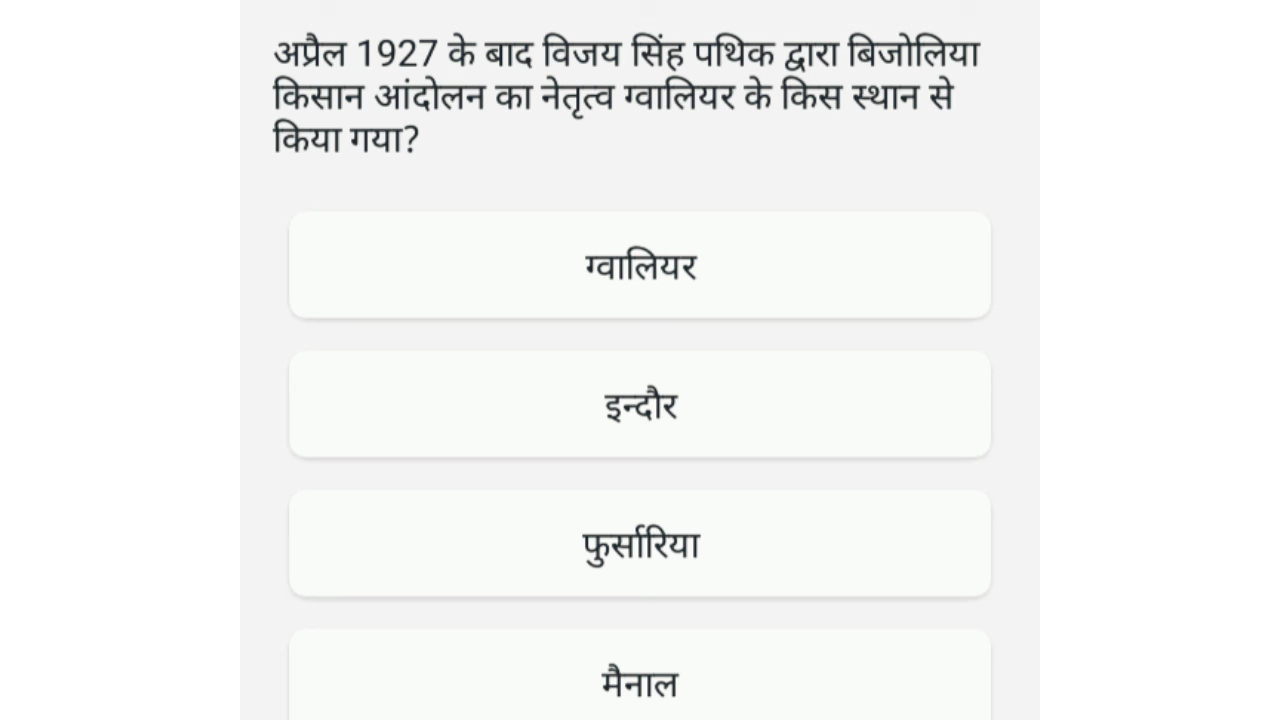 अप्रैल 1927 के बाद विजय सिंह पथिक द्वारा बिजोलिया
किसान आंदोलन का नेतृत्व ग्वालियर के किस स्थान से
किया गया?
ग्वालियर
इन्दौर
फुर्सारिया
मैनाल